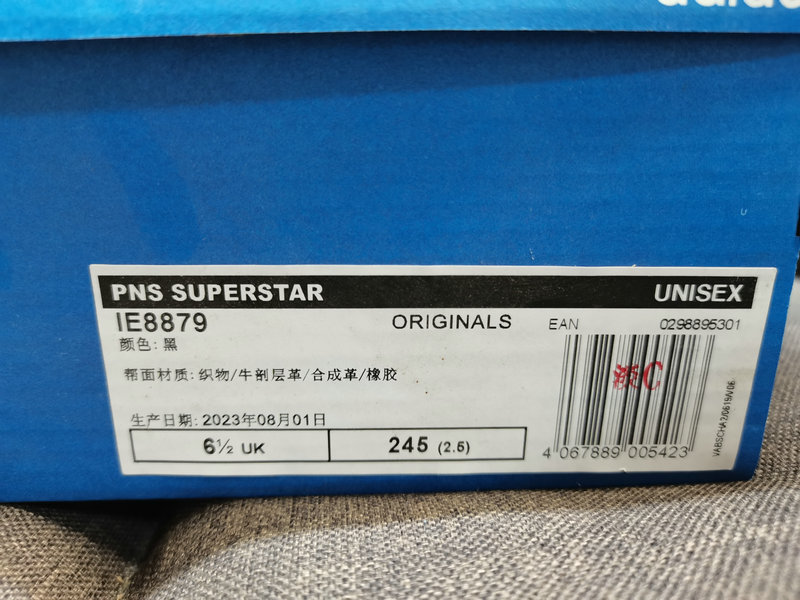 PNS SUPERSTAR UNISEX
IE8879 ORIGINALS EAN 0298895301
颜色: 黑
帮面材质: 织物/牛剖层革/合成革/橡胶
生产日期: 2023年08月01日
6½ UK 245 (2.5)
4 067889 005423